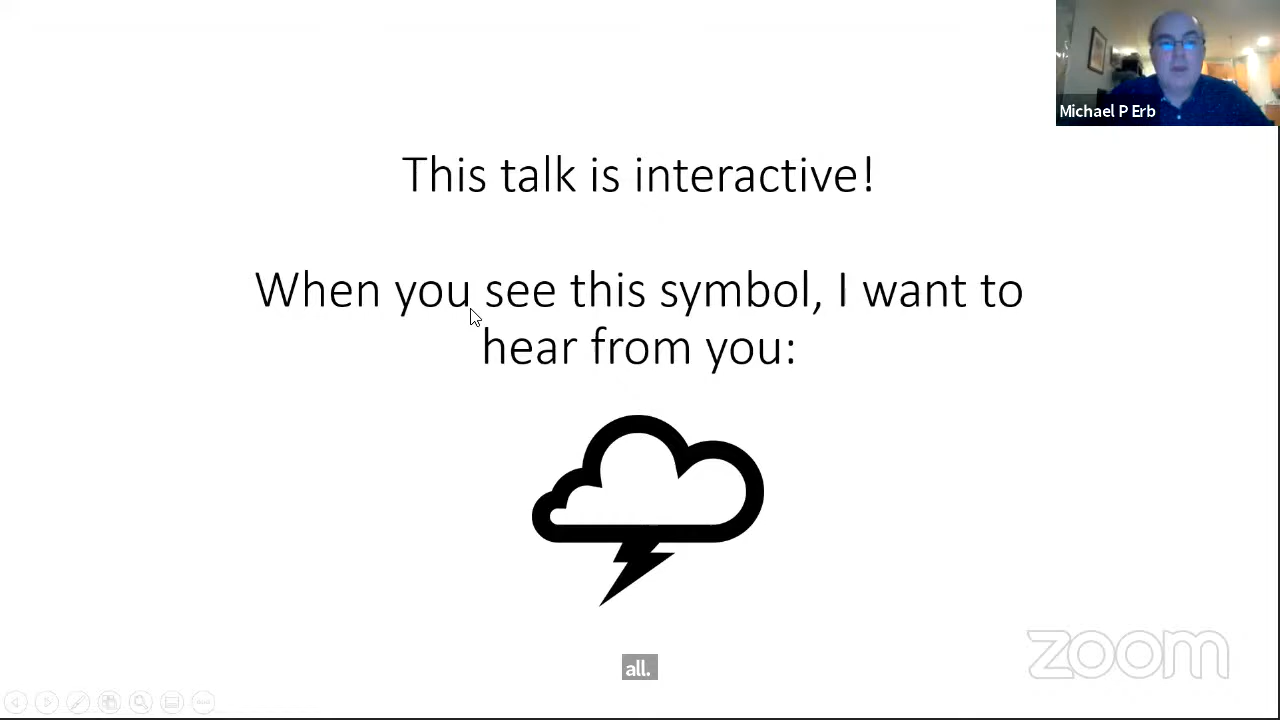 Michael P Erb
This talk is interactive!
When you see this symbol, I want to
hear from you:
all.
zoom